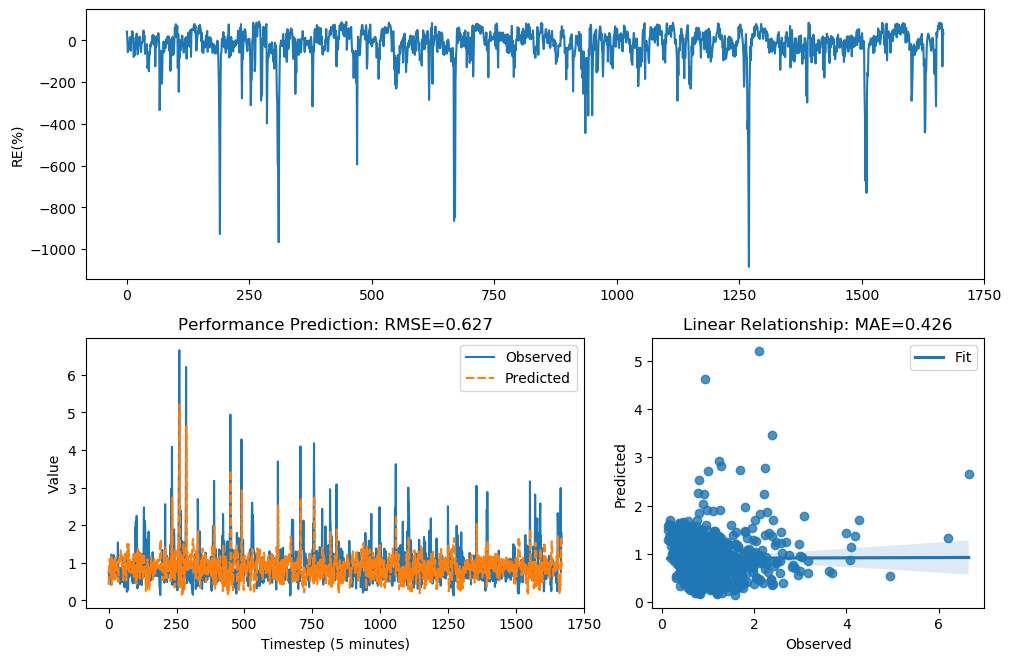 0
−200
−400
−600
−800
−1000
RE(%)
0 250 500 750 1000 1250 1500 1750
Performance Prediction: RMSE=0.627
Observed
Predicted
6
5
4
3
2
1
0
Value
0 250 500 750 1000 1250 1500 1750
Timestep (5 minutes)
Linear Relationship: MAE=0.426
Fit
5
4
3
2
1
0
Predicted
0 2 4 6
Observed